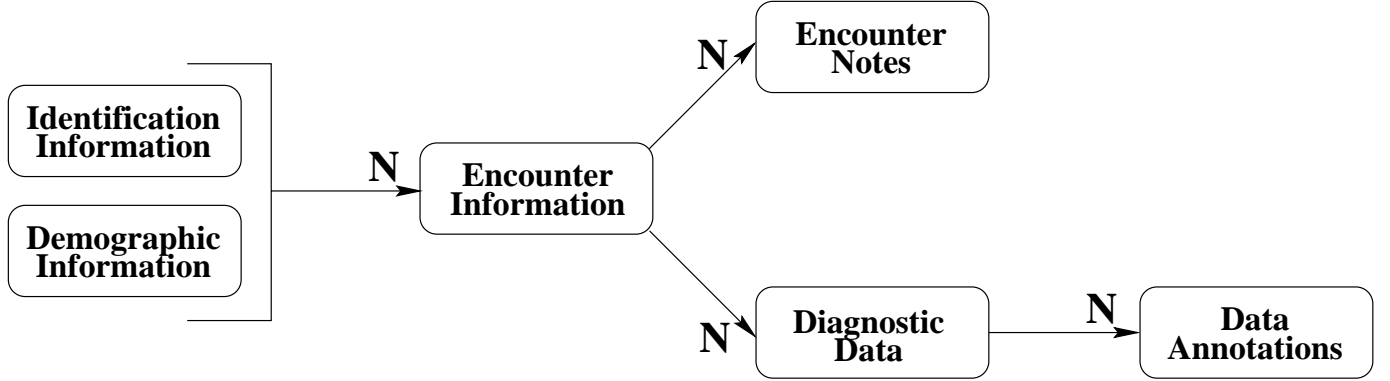 Identification
Information
Demographic
Information
N
Encounter
Information
N
Encounter
Notes
N
Diagnostic
Data
N
Data
Annotations